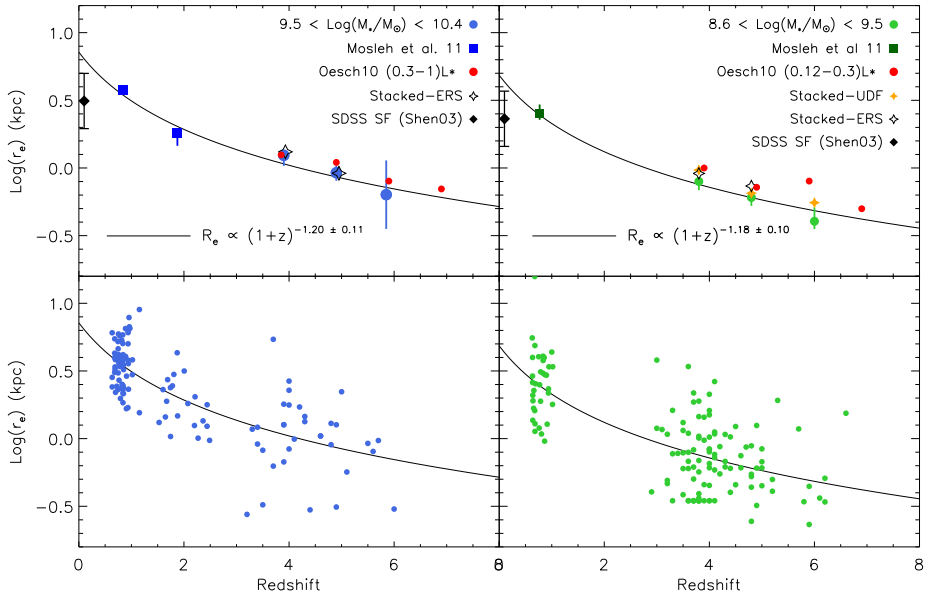 9.5 < Log(M*/M⊙) < 10.4
Mosleh et al. 11
Oesch10 (0.3−1)L*
Stacked−ERS
SDSS SF (Shen03)
R_e ∝ (1+z)^−1.20 ± 0.11
8.6 < Log(M*/M⊙) < 9.5
Mosleh et al 11
Oesch10 (0.12−0.3)L*
Stacked−UDF
Stacked−ERS
SDSS SF (Shen03)
R_e ∝ (1+z)^−1.18 ± 0.10
Log(r_e) (kpc)
1.0
0.5
0.0
−0.5
Log(r_e) (kpc)
1.0
0.5
0.0
−0.5
0 2 4 6 8
Redshift
0 2 4 6 8
Redshift